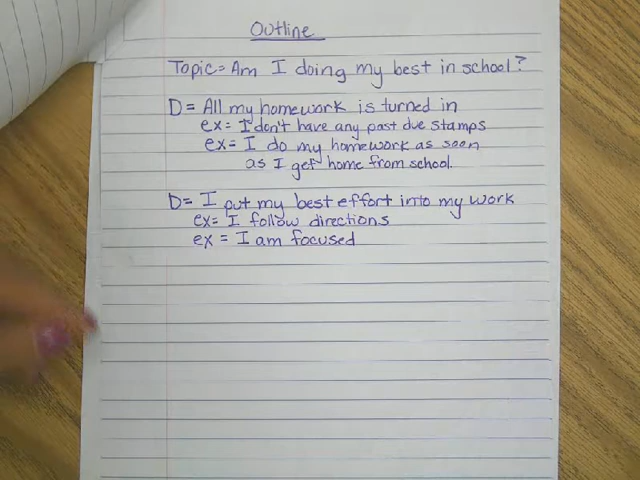 Outline
Topic= Am I doing my best in school?
D= All my homework is turned in
ex= I don't have any past due stamps
ex= I do my homework as soon
as I get home from school.
D= I put my best effort into my work
ex= I follow directions
ex = I am focused